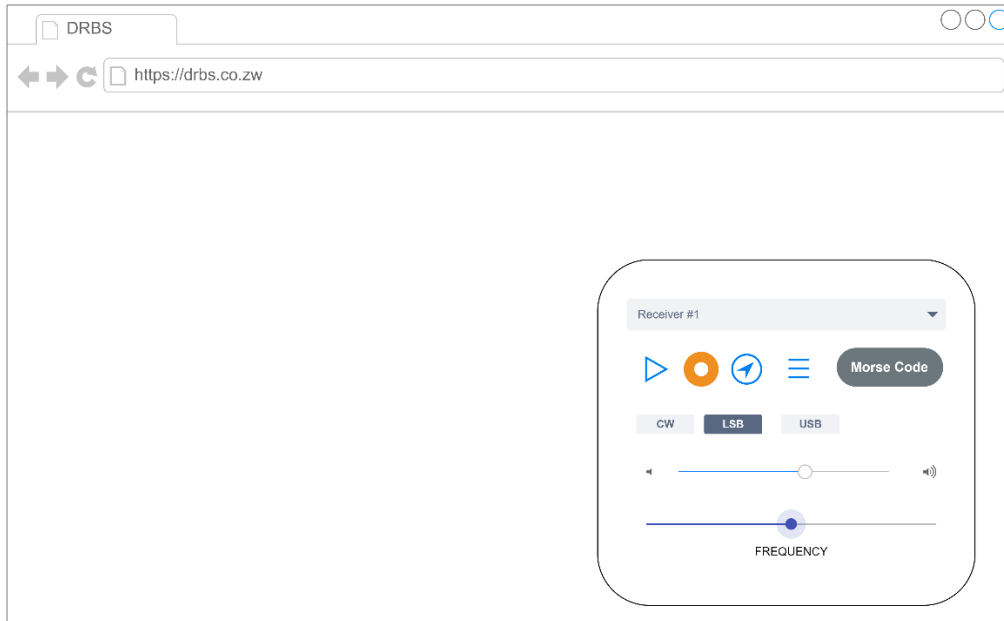 DRBS
https://drbs.co.zw
Receiver #1
Morse Code
CW LSB USB
FREQUENCY